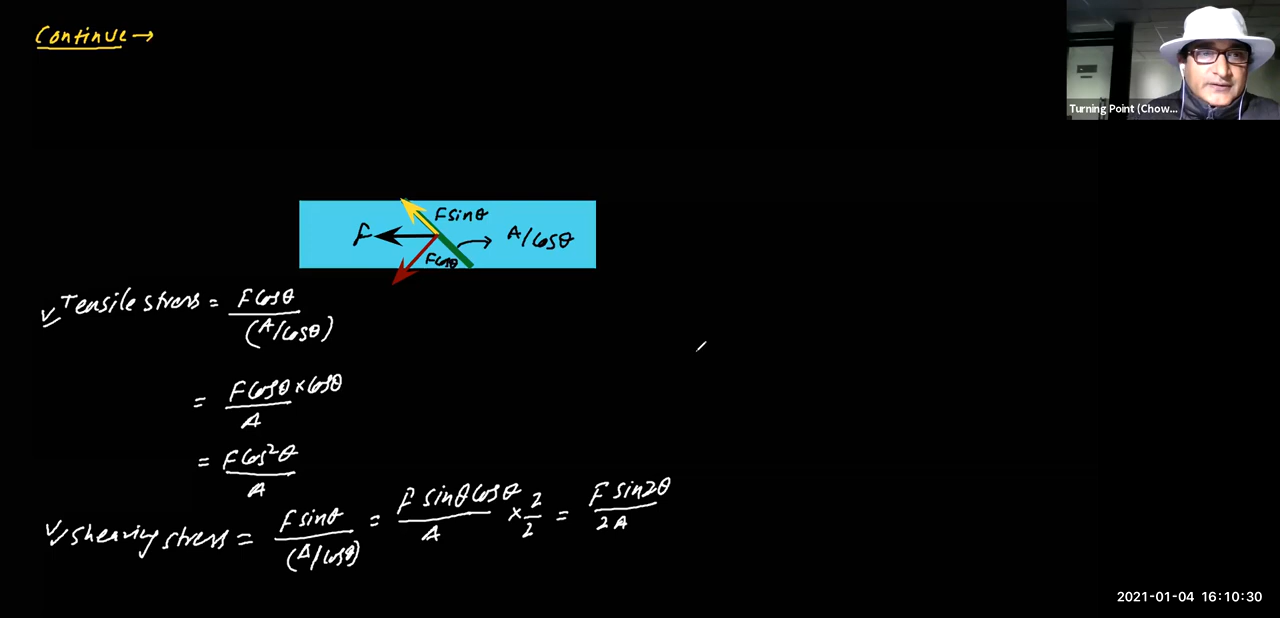 Continue →
Turning Point (Chow...
F sinθ
F
A/cosθ
Fcosθ
Tensile stress = Fcosθ / (A/cosθ)
= Fcosθ × cosθ / A
= Fcos²θ / A
Shearing stress = Fsinθ / (A/cosθ) = F sinθ cosθ / A × 2/2 = F sin2θ / 2A
2021-01-04 16:10:30